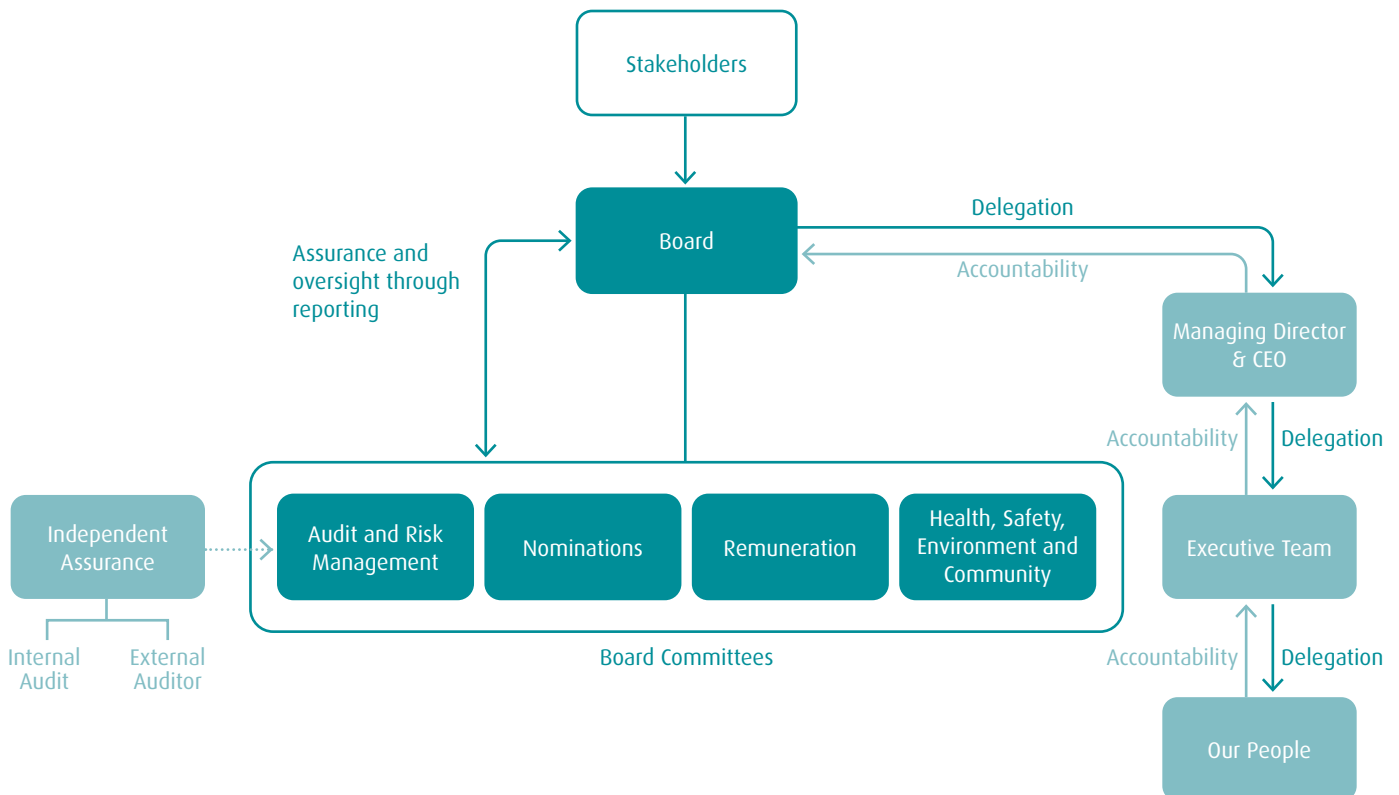 Stakeholders
Board
Delegation
Accountability
Assurance and
oversight through
reporting
Managing Director
& CEO
Accountability
Delegation
Independent
Assurance
Audit and Risk
Management
Nominations
Remuneration
Health, Safety,
Environment and
Community
Executive Team
Internal
Audit
External
Auditor
Board Committees
Accountability
Delegation
Our People